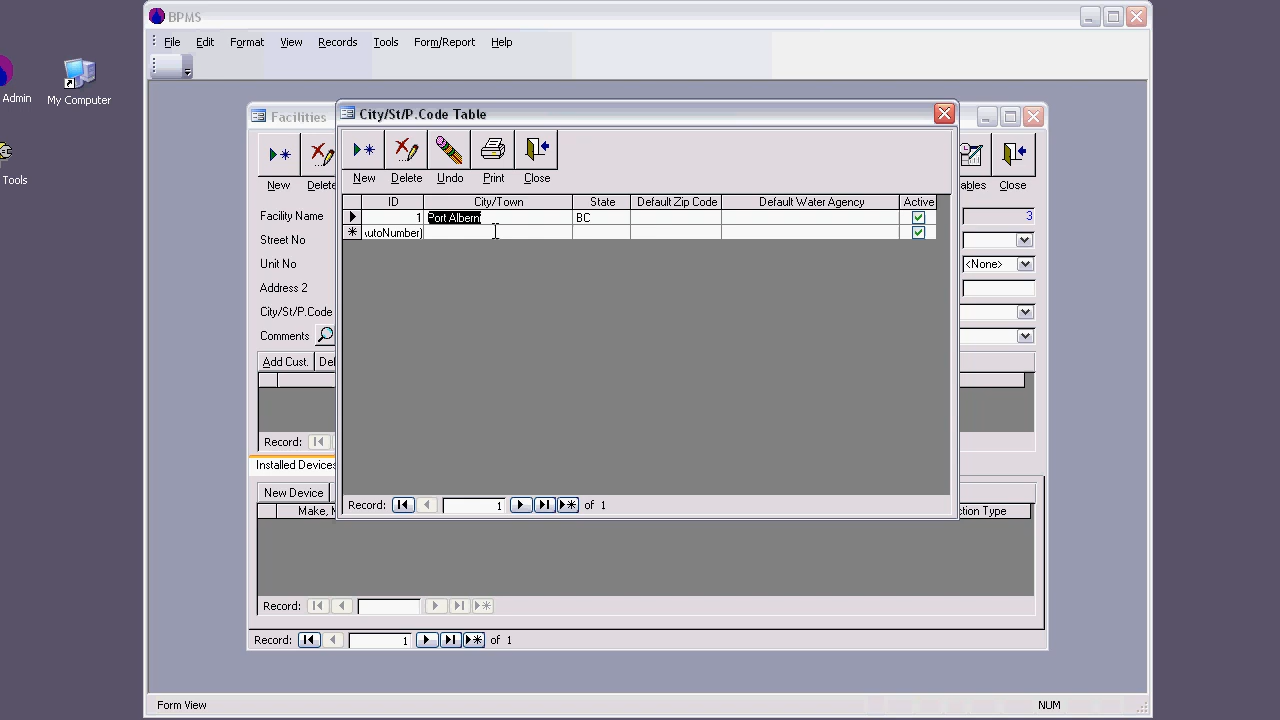 BPMS
File Edit Format View Records Tools Form/Report Help
Admin
My Computer
Tools
Facilities
New Delete
ables Close
Facility Name 3
Street No
Unit No <None>
Address 2
City/St/P.Code
Comments
Add Cust. Del
Record:
Installed Devices
New Device
Make, M ction Type
Record:
Record: 1 of 1
City/St/P.Code Table
New Delete Undo Print Close
ID City/Town State Default Zip Code Default Water Agency Active
1 Port Alberni BC
utoNumber)
Record: 1 of 1
Form View NUM